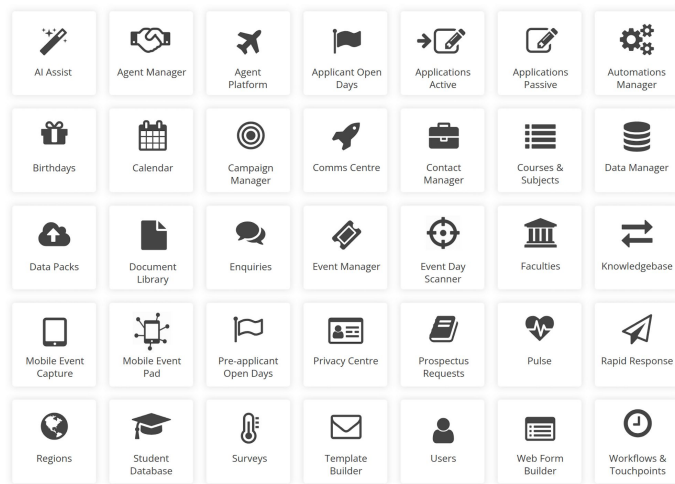 AI Assist
Agent Manager
Agent
Platform
Applicant Open
Days
Applications
Active
Applications
Passive
Automations
Manager
Birthdays
Calendar
Campaign
Manager
Comms Centre
Contact
Manager
Courses &
Subjects
Data Manager
Data Packs
Document
Library
Enquiries
Event Manager
Event Day
Scanner
Faculties
Knowledgebase
Mobile Event
Capture
Mobile Event
Pad
Pre-applicant
Open Days
Privacy Centre
Prospectus
Requests
Pulse
Rapid Response
Regions
Student
Database
Surveys
Template
Builder
Users
Web Form
Builder
Workflows &
Touchpoints